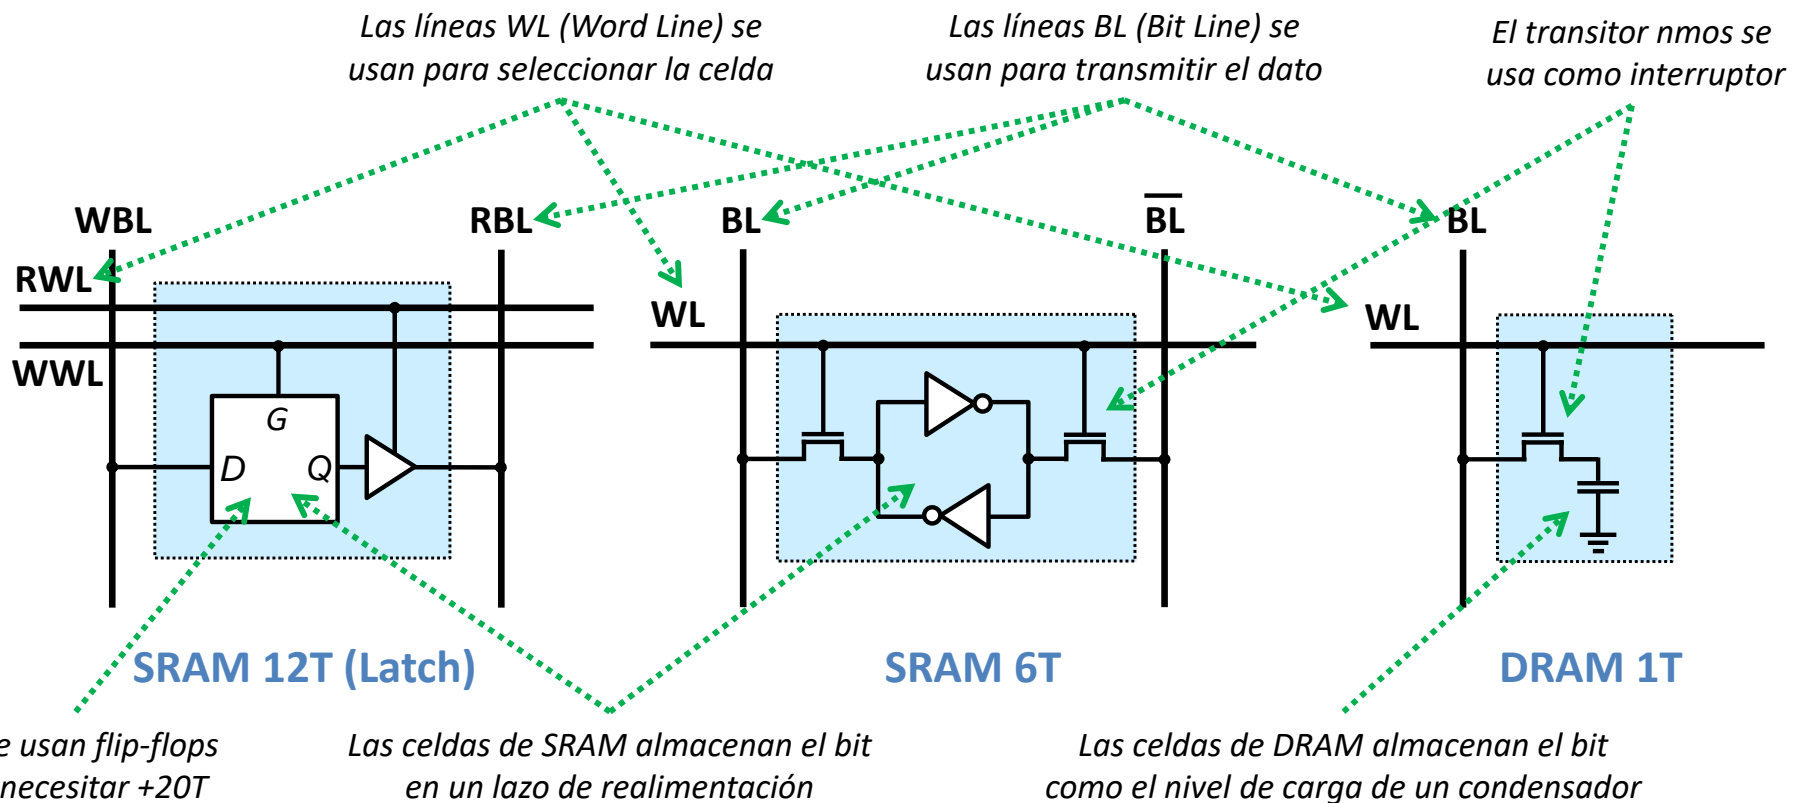 Las líneas WL (Word Line) se
usan para seleccionar la celda
Las líneas BL (Bit Line) se
usan para transmitir el dato
El transitor nmos se
usa como interruptor
WBL
RBL
RWL
WWL
G
D
Q
SRAM 12T (Latch)
BL
BL
WL
SRAM 6T
BL
WL
DRAM 1T
e usan flip-flops
necesitar +20T
Las celdas de SRAM almacenan el bit
en un lazo de realimentación
Las celdas de DRAM almacenan el bit
como el nivel de carga de un condensador